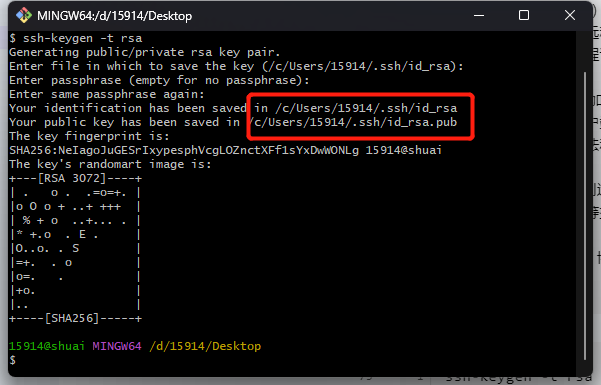 MINGW64:/d/15914/Desktop
$ ssh-keygen -t rsa
Generating public/private rsa key pair.
Enter file in which to save the key (/c/Users/15914/.ssh/id_rsa):
Enter passphrase (empty for no passphrase):
Enter same passphrase again:
Your identification has been saved in /c/Users/15914/.ssh/id_rsa
Your public key has been saved in /c/Users/15914/.ssh/id_rsa.pub
The key fingerprint is:
SHA256:NeIagoJuGESrIxypesphVcgLOZnctXFf1sYxDwWONLg 15914@shuai
The key's randomart image is:
+---[RSA 3072]----+
| .   o .  .=o=+. |
|o O o + ..+ +++  |
| % + o  ..+... . |
|* +.o  . E .     |
|O..o. . S        |
|=+.  . o         |
|o=.   .          |
|+o.              |
|..               |
+----[SHA256]-----+
15914@shuai MINGW64 /d/15914/Desktop
$
ssh-keygen -t rsa